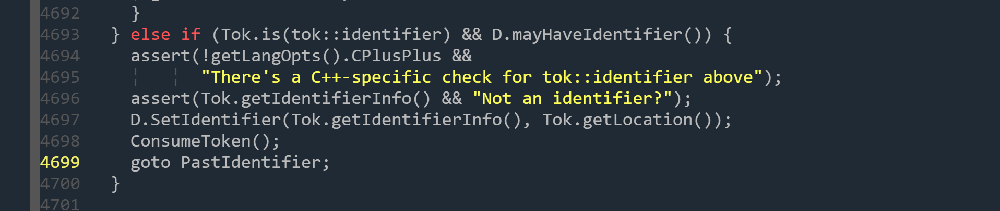 4692 }
4693 } else if (Tok.is(tok::identifier) && D.mayHaveIdentifier()) {
4694 assert(!getLangOpts().CPlusPlus &&
4695 "There's a C++-specific check for tok::identifier above");
4696 assert(Tok.getIdentifierInfo() && "Not an identifier?");
4697 D.SetIdentifier(Tok.getIdentifierInfo(), Tok.getLocation());
4698 ConsumeToken();
4699 goto PastIdentifier;
4700 }
4701